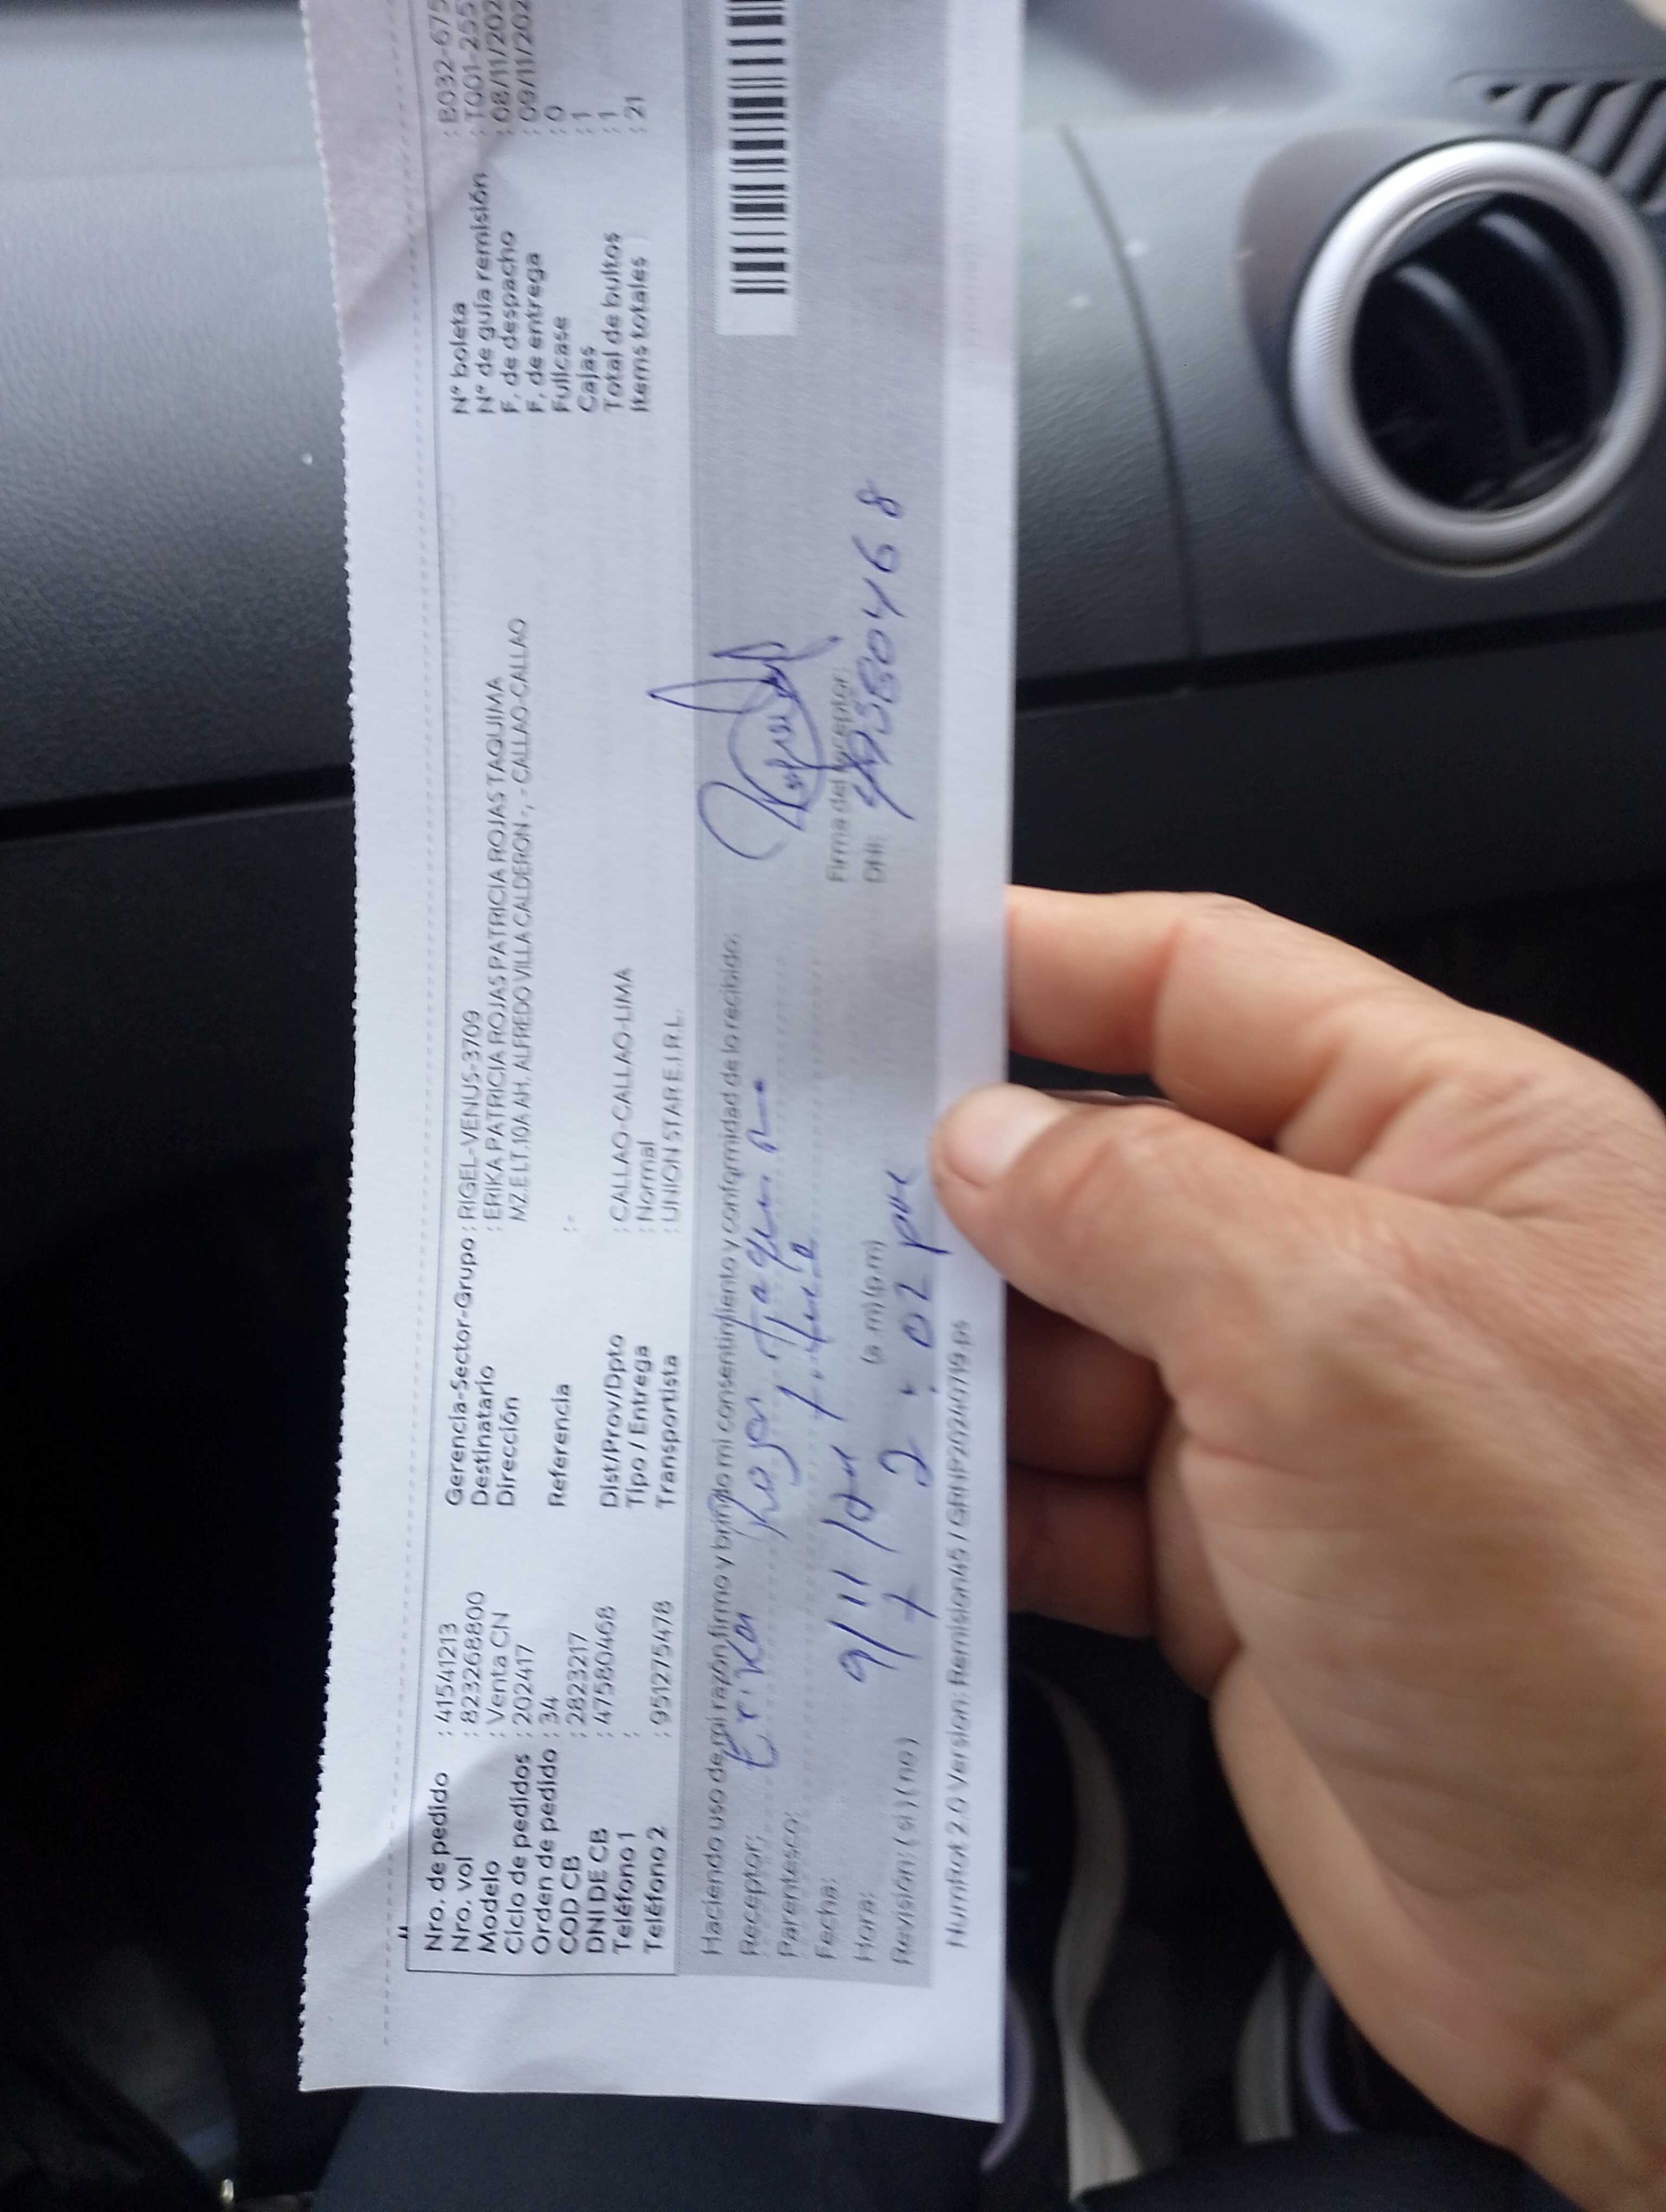 Nro. de pedido : 41541213
Nro. vol : 8232268800
Modelo : Venta CN
Ciclo de pedidos : 202417
Orden de pedido : 34
COD CB : 2823217
DNI DE CB : 47580468
Teléfono 1 :
Teléfono 2 : 951275478
Gerencia-Sector-Grupo : RIGEL-VENUS-3709
Destinatario : ERIKA PATRICIA ROJAS PATRICIA ROJAS TAQUIMA
Dirección MZ.E LT.10A AH. ALFREDO VILLA CALDERON -, - CALLAO-CALLAO
Referencia : -
Dist/Prov/Dpto : CALLAO-CALLAO-LIMA
Tipo / Entrega : Normal
Transportista : UNION STAR E.I.R.L.
N° boleta : B032-675
N° de guía remisión : T001-255
F. de despacho : 08/11/202
F. de entrega : 09/11/202
Fullcase : 0
Cajas : 1
Total de bultos : 1
Items totales : 21
Haciendo uso de mi razón firmo y brindo mi consentimiento y conformidad de lo recibido:
Receptor: Erika Rojas Taquima
Parentesco:
Fecha: 9/11/24
Hora: 2:02 pm (a.m)(p.m)
Revisión: (si)(no)
Firma del receptor:
DNI: 47580468
NumRot 2.0 Version: Remision45 / GRHP20240719.ps